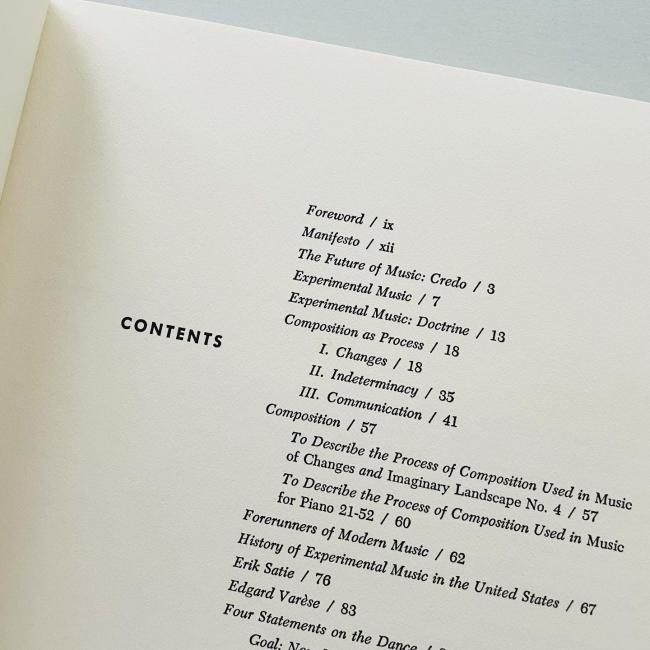 CONTENTS
Foreword / ix
Manifesto / xii
The Future of Music: Credo / 3
Experimental Music / 7
Experimental Music: Doctrine / 13
Composition as Process / 18
I. Changes / 18
II. Indeterminacy / 35
III. Communication / 41
Composition / 57
To Describe the Process of Composition Used in Music
of Changes and Imaginary Landscape No. 4 / 57
To Describe the Process of Composition Used in Music
for Piano 21-52 / 60
Forerunners of Modern Music / 62
History of Experimental Music in the United States / 67
Erik Satie / 76
Edgard Varèse / 83
Four Statements on the Dance /
Goal: